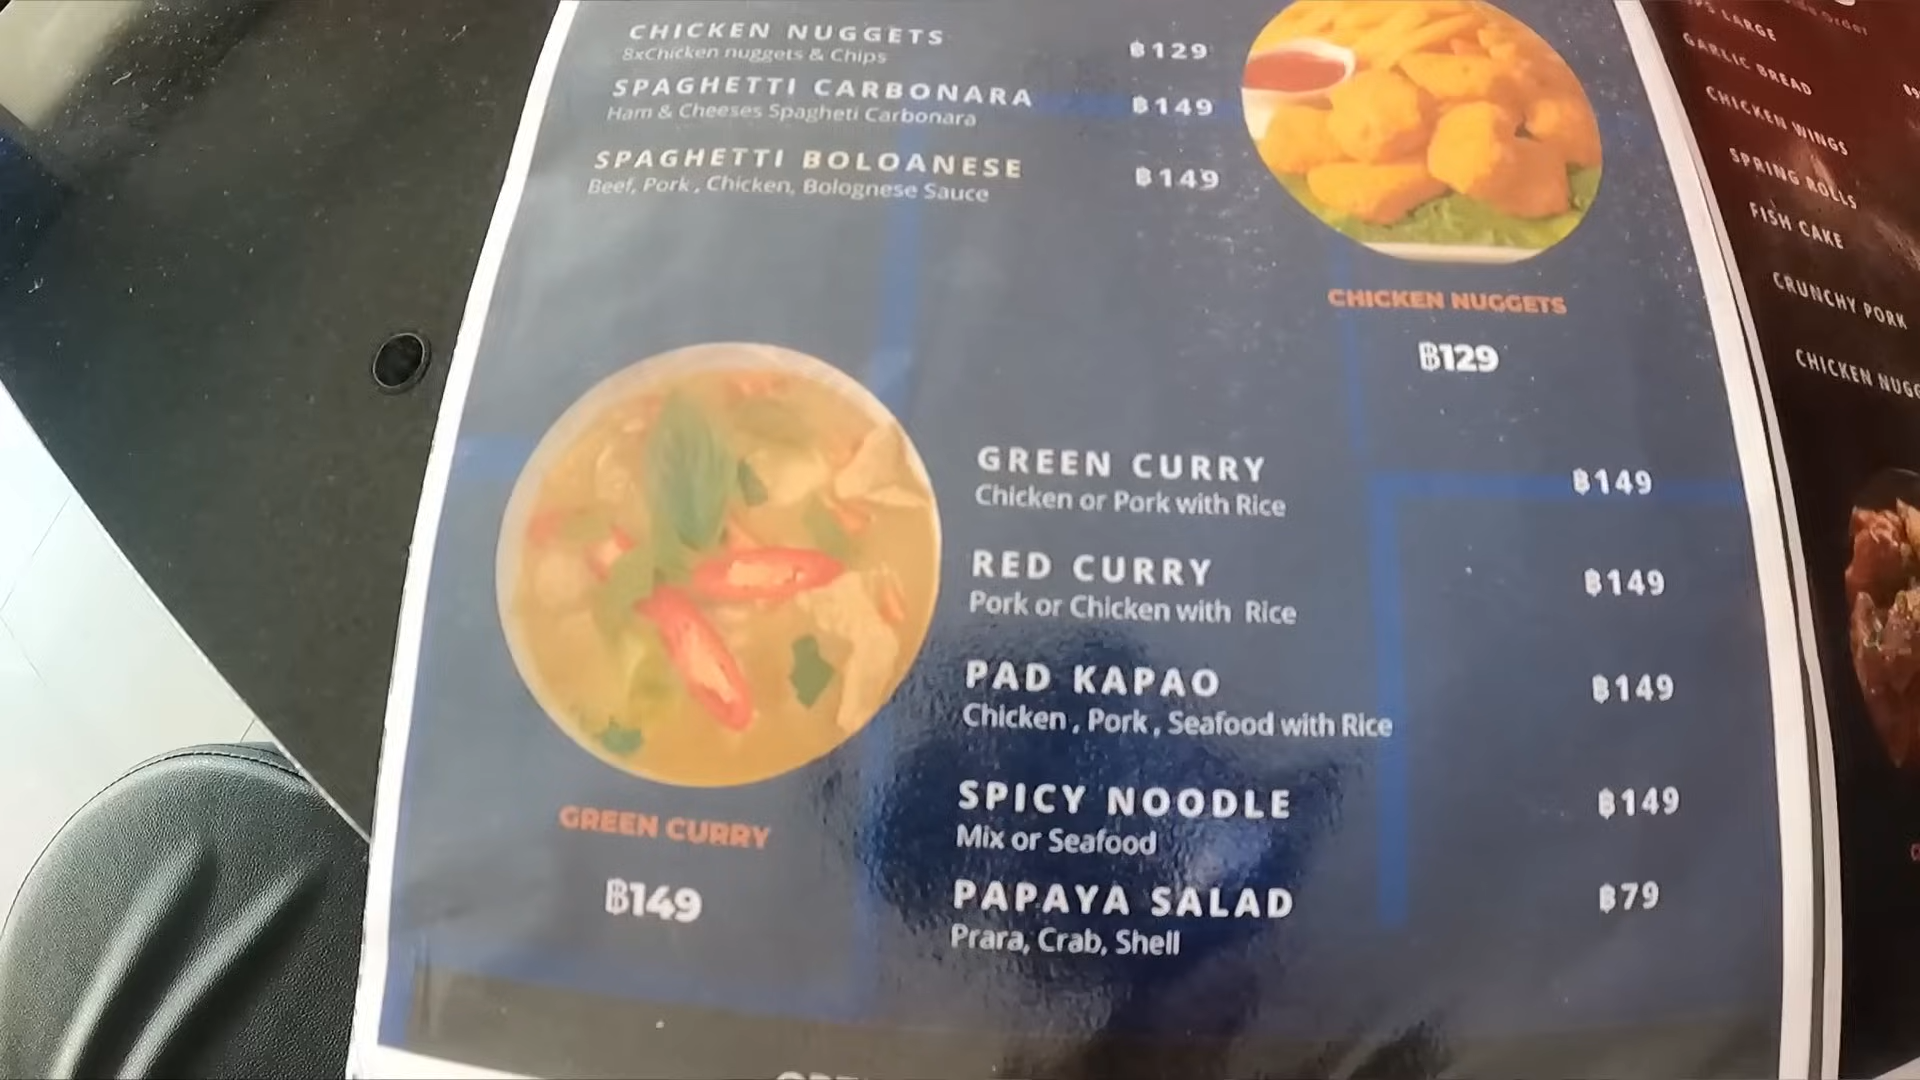 CHICKEN NUGGETS ฿129
8xChicken nuggets & Chips
SPAGHETTI CARBONARA ฿149
Ham & Cheeses Spagheti Carbonara
SPAGHETTI BOLOANESE ฿149
Beef, Pork , Chicken, Bolognese Sauce
CHICKEN NUGGETS
฿129
GREEN CURRY ฿149
Chicken or Pork with Rice
RED CURRY ฿149
Pork or Chicken with Rice
PAD KAPAO ฿149
Chicken , Pork , Seafood with Rice
SPICY NOODLE ฿149
Mix or Seafood
PAPAYA SALAD ฿79
Prara, Crab, Shell
GREEN CURRY
฿149
LARGE
GARLIC BREAD
CHICKEN WINGS
SPRING ROLLS
FISH CAKE
CRUNCHY PORK
CHICKEN NUGG